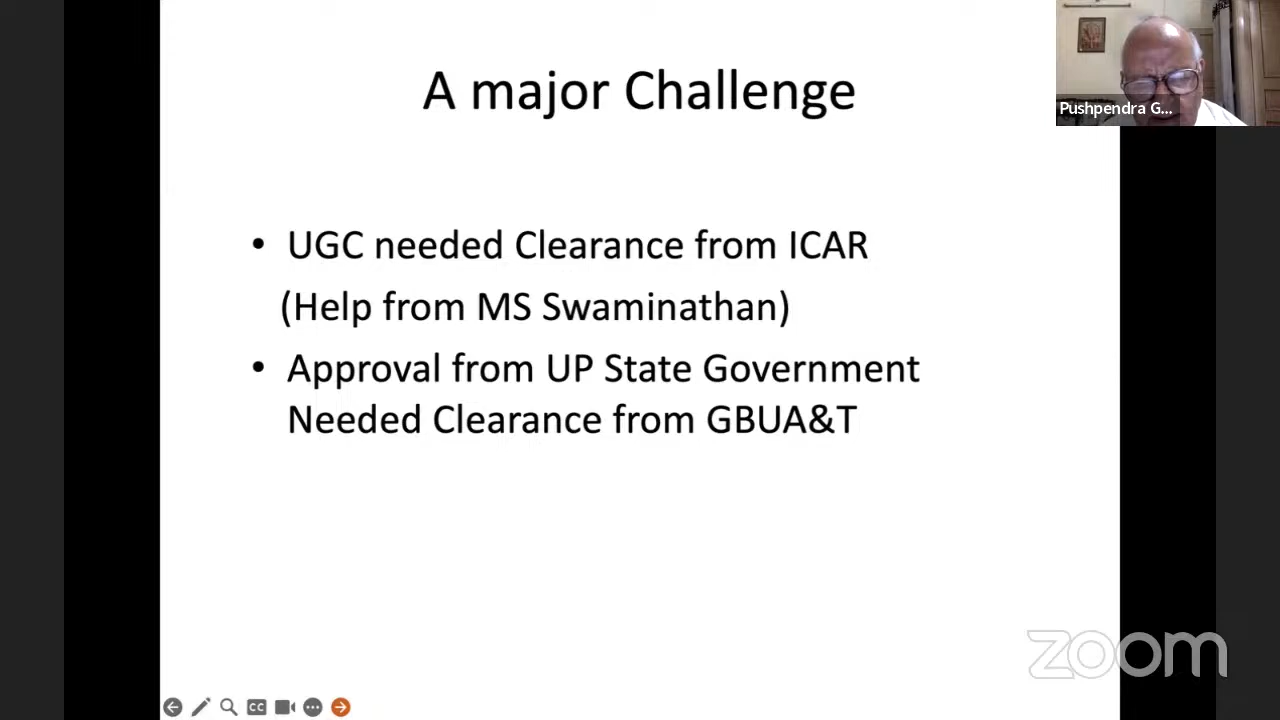 A major Challenge
Pushpendra G...
• UGC needed Clearance from ICAR
(Help from MS Swaminathan)
• Approval from UP State Government
Needed Clearance from GBUA&T
CC
zoom